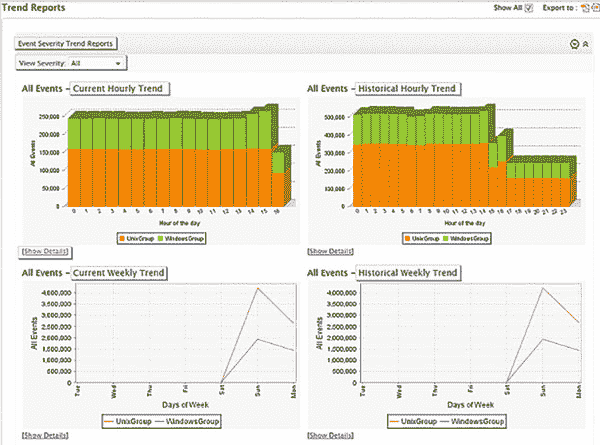 Trend Reports
Show All
Export to :
Event Severity Trend Reports
View Severity: All
All Events – Current Hourly Trend
All Events
250,000
200,000
150,000
100,000
50,000
0
0 1 2 3 4 5 6 7 8 9 10 11 12 13 14 15 16
Hour of the day
UnixGroup WindowsGroup
[Show Details]
All Events – Historical Hourly Trend
All Events
500,000
400,000
300,000
200,000
100,000
0
0 1 2 3 4 5 6 7 8 9 10 11 12 13 14 15 16 17 18 19 20 21 22 23
Hour of the day
UnixGroup WindowsGroup
[Show Details]
All Events – Current Weekly Trend
All Events
4,000,000
3,500,000
3,000,000
2,500,000
2,000,000
1,500,000
1,000,000
500,000
0
Tue Wed Thu Fri Sat Sun Mon
Days of Week
UnixGroup WindowsGroup
[Show Details]
All Events – Historical Weekly Trend
All Events
4,000,000
3,500,000
3,000,000
2,500,000
2,000,000
1,500,000
1,000,000
500,000
0
Tue Wed Thu Fri Sat Sun Mon
Days of Week
UnixGroup WindowsGroup
[Show Details]